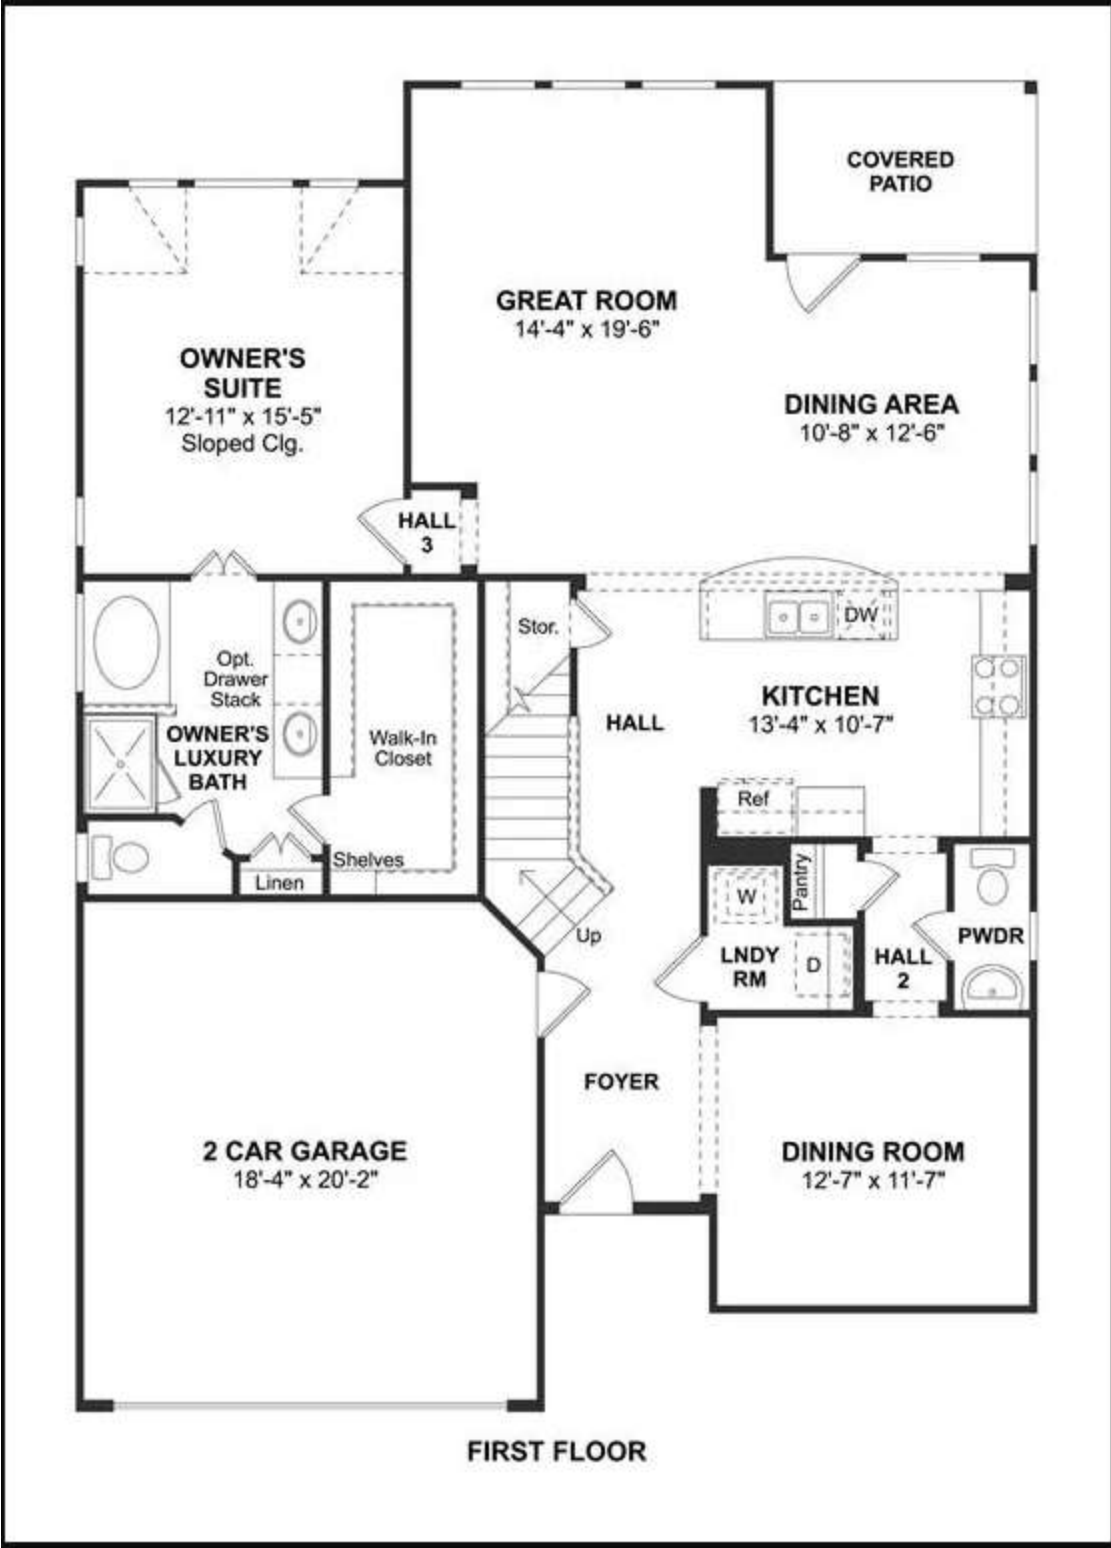 COVERED
PATIO
GREAT ROOM
14'-4" x 19'-6"
OWNER'S
SUITE
12'-11" x 15'-5"
Sloped Clg.
DINING AREA
10'-8" x 12'-6"
HALL
3
Stor.
DW
Opt.
Drawer
Stack
OWNER'S
LUXURY
BATH
Walk-In
Closet
HALL
KITCHEN
13'-4" x 10'-7"
Ref
Shelves
Linen
Pantry
W
Up
LNDY
RM
D
HALL
2
PWDR
FOYER
2 CAR GARAGE
18'-4" x 20'-2"
DINING ROOM
12'-7" x 11'-7"
FIRST FLOOR